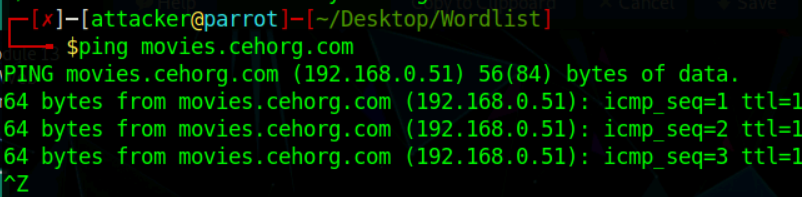 [✗]─[attacker@parrot]─[~/Desktop/Wordlist]
$ping movies.cehorg.com
PING movies.cehorg.com (192.168.0.51) 56(84) bytes of data.
64 bytes from movies.cehorg.com (192.168.0.51): icmp_seq=1 ttl=1
64 bytes from movies.cehorg.com (192.168.0.51): icmp_seq=2 ttl=1
64 bytes from movies.cehorg.com (192.168.0.51): icmp_seq=3 ttl=1
^Z